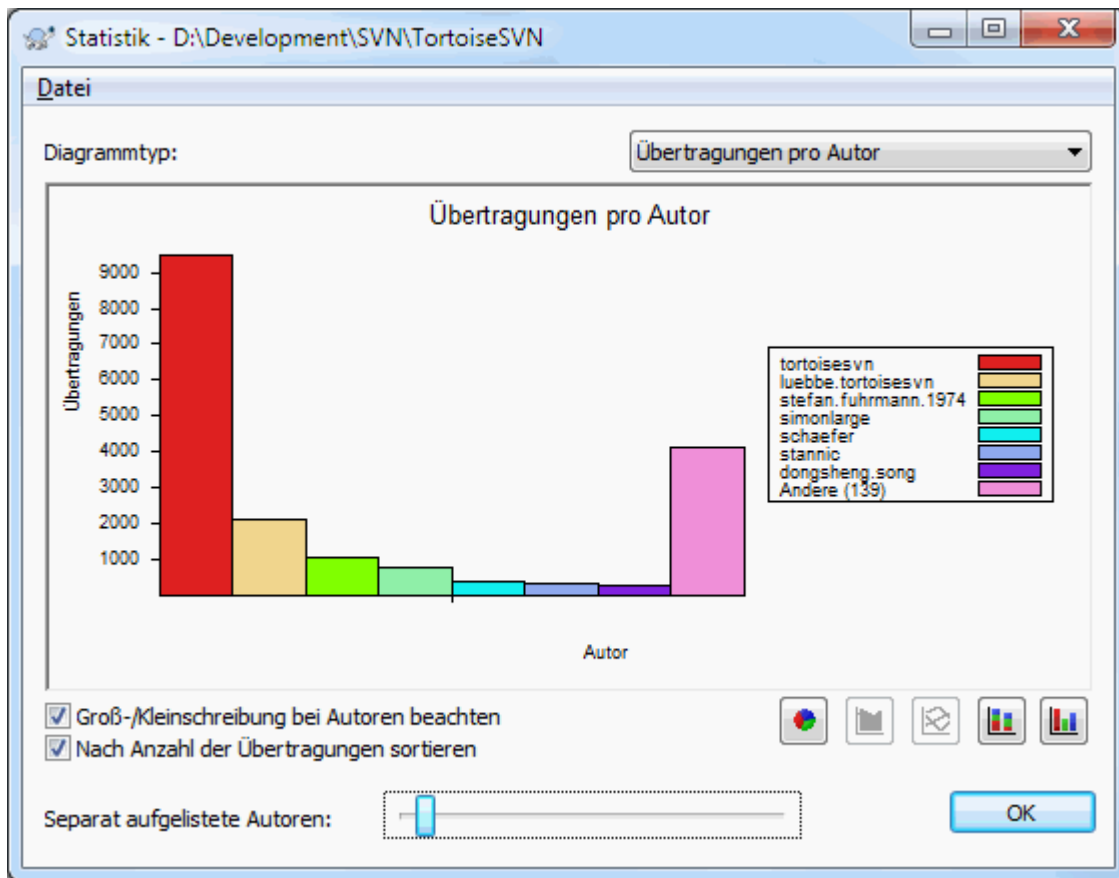 Statistik - D:\Development\SVN\TortoiseSVN
Datei
Diagrammtyp:
Übertragungen pro Autor
Übertragungen pro Autor
Übertragungen
9000
8000
7000
6000
5000
4000
3000
2000
1000
tortoisesvn
luebbe.tortoisesvn
stefan.fuhrmann.1974
simonlarge
schaefer
stannic
dongsheng.song
Andere (139)
Autor
Groß-/Kleinschreibung bei Autoren beachten
Nach Anzahl der Übertragungen sortieren
Separat aufgelistete Autoren:
OK